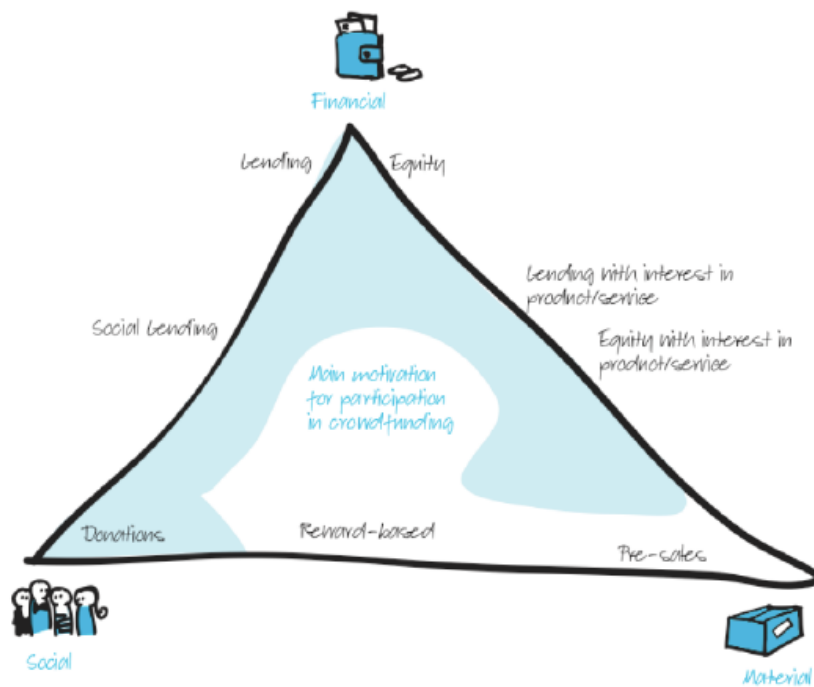 Financial
Lending
Equity
Lending with interest in
product/service
Social Lending
Equity with interest in
product/service
Main motivation
for participation
in crowdfunding
Donations
Reward-based
Pre-sales
Social
Material